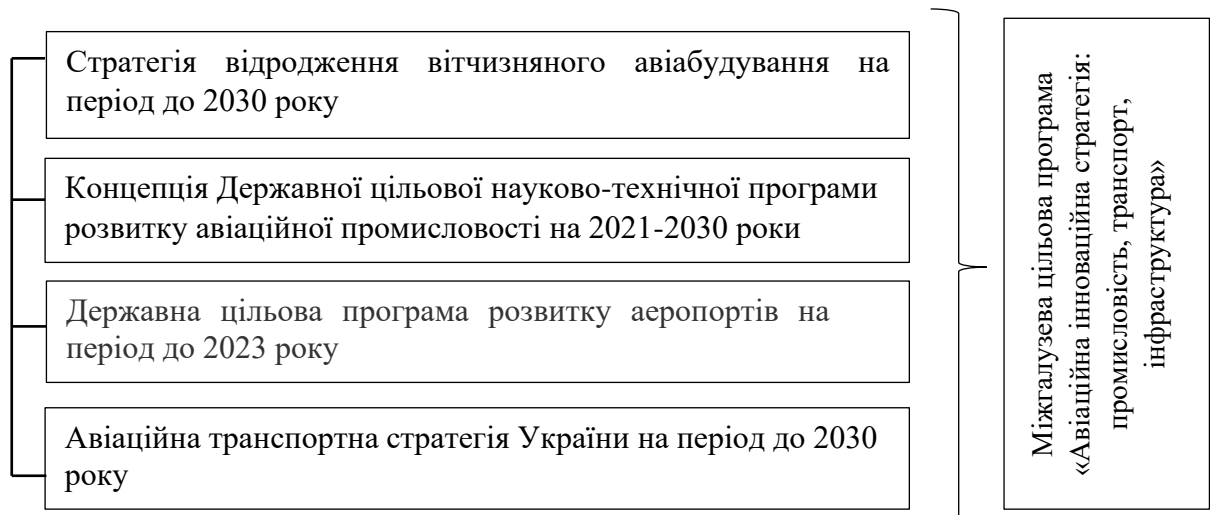 Стратегія відродження вітчизняного авіабудування на
період до 2030 року
Концепція Державної цільової науково-технічної програми
розвитку авіаційної промисловості на 2021-2030 роки
Державна цільова програма розвитку аеропортів на
період до 2023 року
Авіаційна транспортна стратегія України на період до 2030
року
Міжгалузева цільова програма
«Авіаційна інноваційна стратегія:
промисловість, транспорт,
інфраструктура»